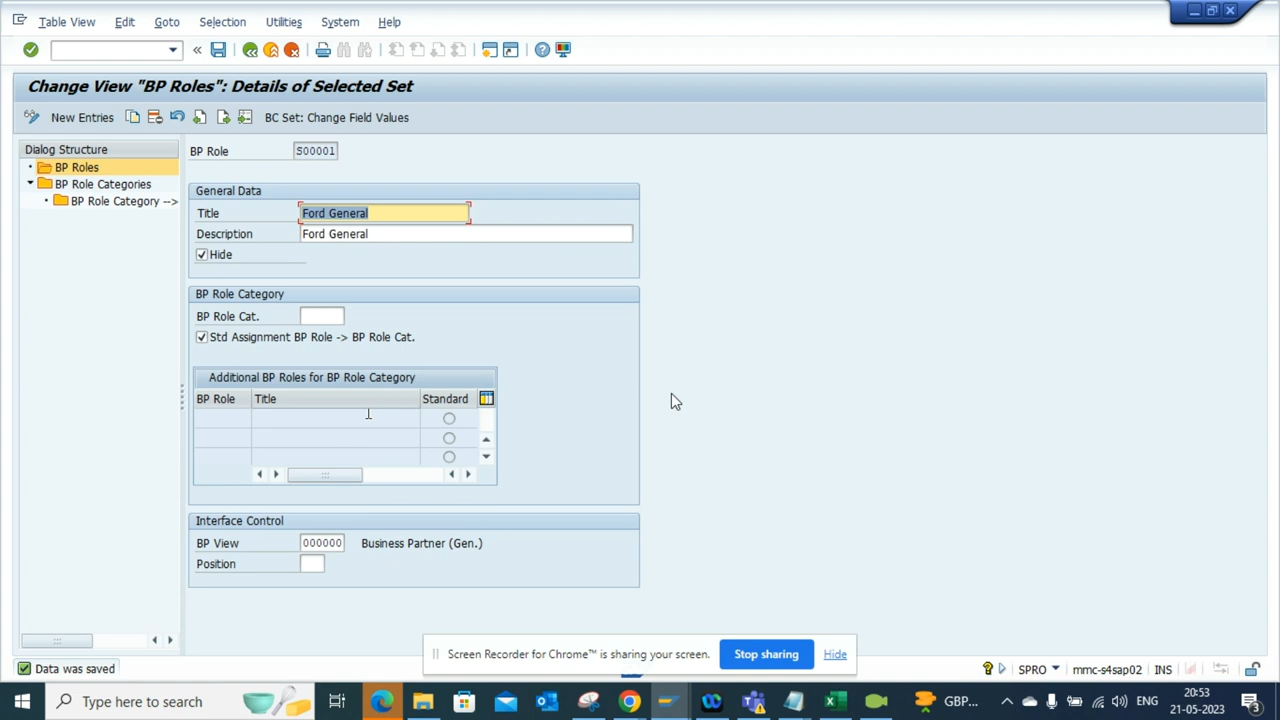 Table View Edit Goto Selection Utilities System Help
Change View "BP Roles": Details of Selected Set
New Entries BC Set: Change Field Values
Dialog Structure
BP Roles
BP Role Categories
BP Role Category -->
BP Role S00001
General Data
Title Ford General
Description Ford General
Hide
BP Role Category
BP Role Cat.
Std Assignment BP Role -> BP Role Cat.
Additional BP Roles for BP Role Category
BP Role Title Standard
Interface Control
BP View 000000 Business Partner (Gen.)
Position
Screen Recorder for Chrome™ is sharing your screen. Stop sharing Hide
Data was saved SPRO mmc-s4sap02 INS
Type here to search GBP... ENG 20:53
21-05-2023 3